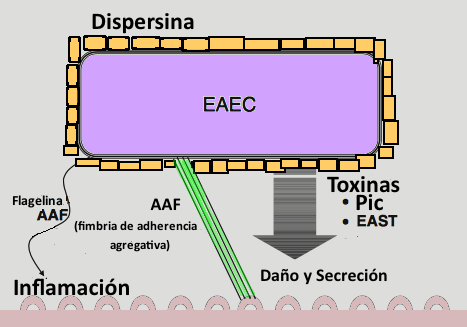 Dispersina
EAEC
Toxinas
• Pic
• EAST
Flagelina
AAF
AAF
(fimbria de adherencia
agregativa)
Daño y Secreción
Inflamación